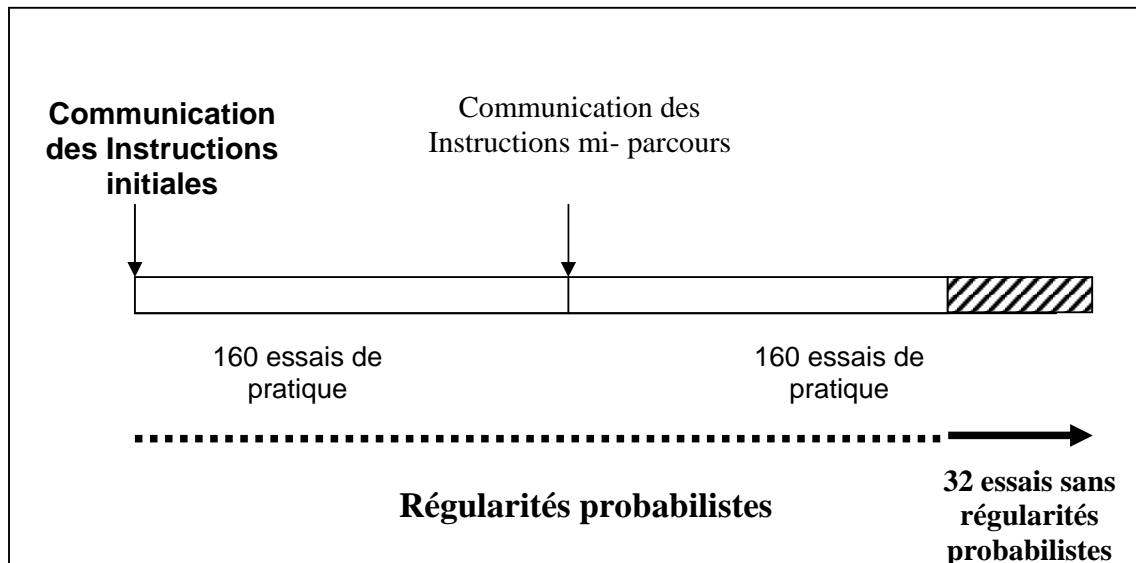 Communication
des Instructions
initiales
Communication des
Instructions mi- parcours
160 essais de
pratique
160 essais de
pratique
Régularités probabilistes
32 essais sans
régularités
probabilistes